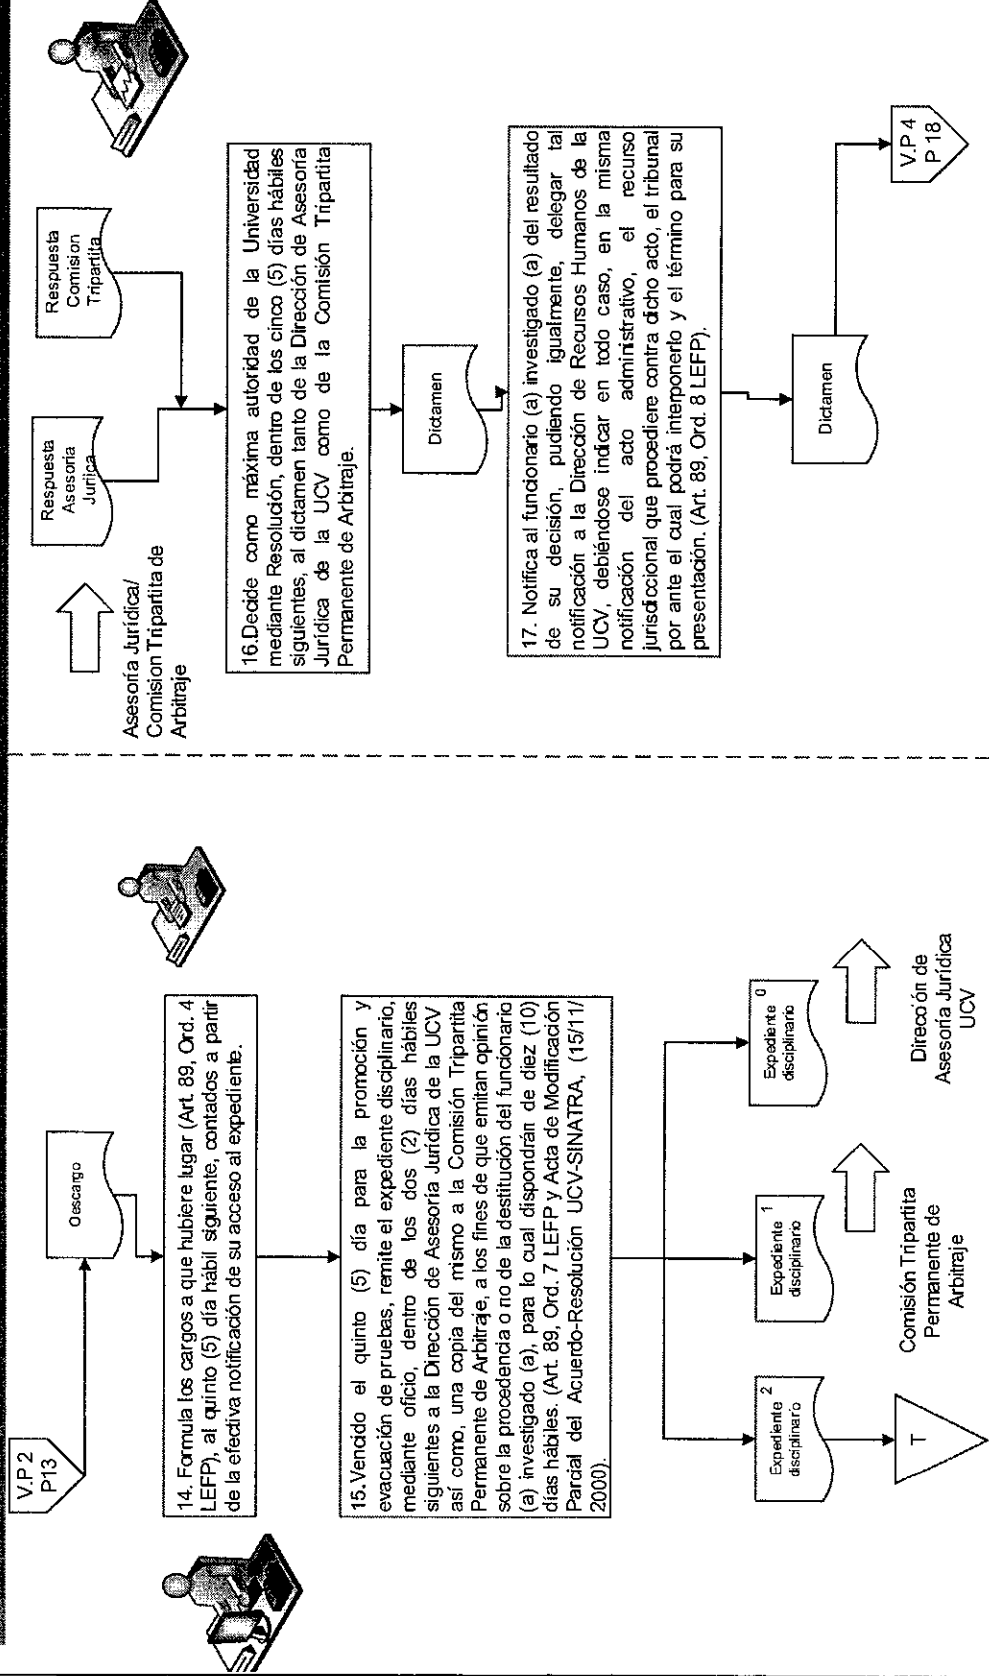 V.P 2
P13
Descargo
14. Formula los cargos a que hubiere lugar (Art. 89, Ord. 4
LEFP), al quinto (5) día hábil siguiente, contados a partir
de la efectiva notificación de su acceso al expediente.
15. Vencido el quinto (5) día para la promoción y
evacuación de pruebas, remite el expediente disciplinario,
mediante oficio, dentro de los dos (2) días hábiles
siguientes a la Dirección de Asesoría Jurídica de la UCV
así como, una copia del mismo a la Comisión Tripartita
Permanente de Arbitraje, a los fines de que emitan opinión
sobre la procedencia o no de la destitución del funcionario
(a) investigado (a), para lo cual dispondrán de diez (10)
días hábiles. (Art. 89, Ord. 7 LEFP y Acta de Modificación
Parcial del Acuerdo-Resolución UCV-SINATRA, (15/11/
2000).
Expediente 2
disciplinario
T
Expediente 1
disciplinario
Comisión Tripartita
Permanente de
Arbitraje
Expediente 0
disciplinario
Dirección de
Asesoría Jurídica
UCV
Asesoría Jurídica/
Comision Tripartita de
Arbitraje
Respuesta
Asesoria
Juriica
Respuesta
Comision
Tripartita
16.Decide como máxima autoridad de la Universidad
mediante Resolución, dentro de los cinco (5) días hábiles
siguientes, al dictamen tanto de la Dirección de Asesoría
Jurídica de la UCV como de la Comisión Tripartita
Permanente de Arbitraje.
Dictamen
17. Notifica al funcionario (a) investigado (a) del resultado
de su decisión, pudiendo igualmente, delegar tal
notificación a la Dirección de Recursos Humanos de la
UCV, debiéndose indicar en todo caso, en la misma
notificación del acto administrativo, el recurso
jurisdiccional que procediere contra dicho acto, el tribunal
por ante el cual podrá interponerlo y el término para su
presentación. (Art. 89, Ord. 8 LEFP).
Dictamen
V.P 4
P 18